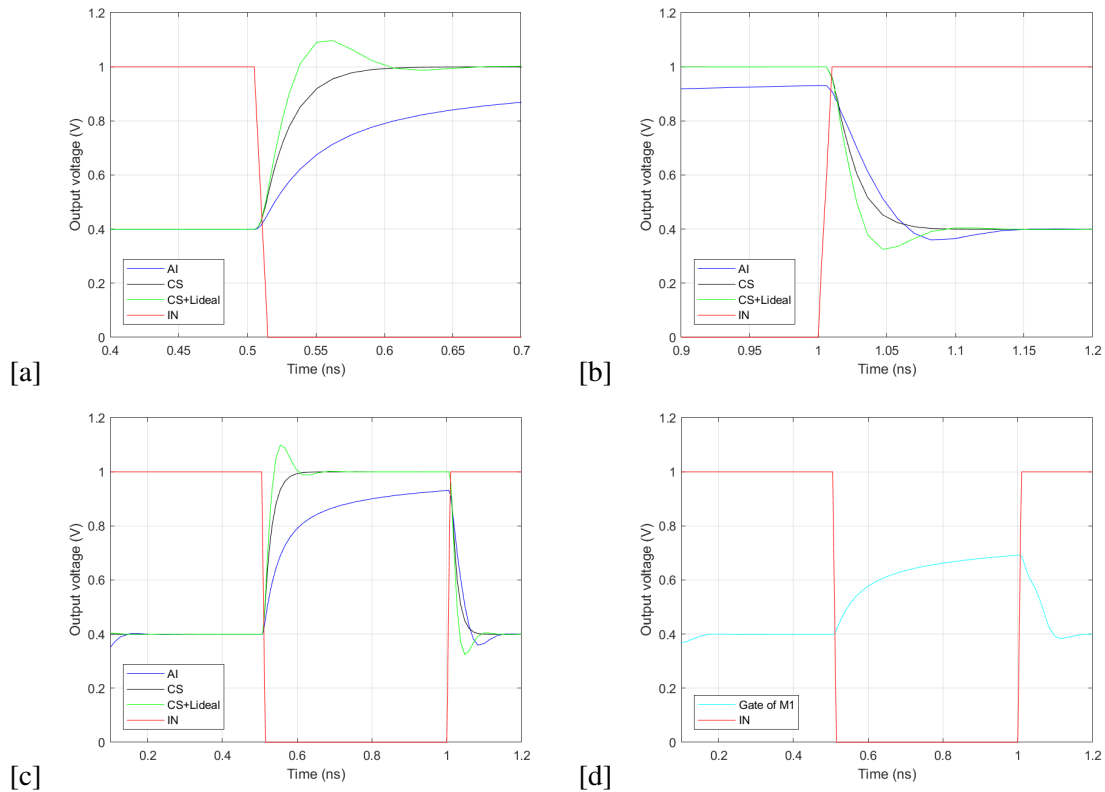 1.2
1
0.8
0.6
0.4
0.2
0
Output voltage (V)
AI
CS
CS+Lideal
IN
0.4 0.45 0.5 0.55 0.6 0.65 0.7
Time (ns)
[a]
1.2
1
0.8
0.6
0.4
0.2
0
Output voltage (V)
AI
CS
CS+Lideal
IN
0.9 0.95 1 1.05 1.1 1.15 1.2
Time (ns)
[b]
1.2
1
0.8
0.6
0.4
0.2
0
Output voltage (V)
AI
CS
CS+Lideal
IN
0.2 0.4 0.6 0.8 1 1.2
Time (ns)
[c]
1.2
1
0.8
0.6
0.4
0.2
0
Output voltage (V)
Gate of M1
IN
0.2 0.4 0.6 0.8 1 1.2
Time (ns)
[d]